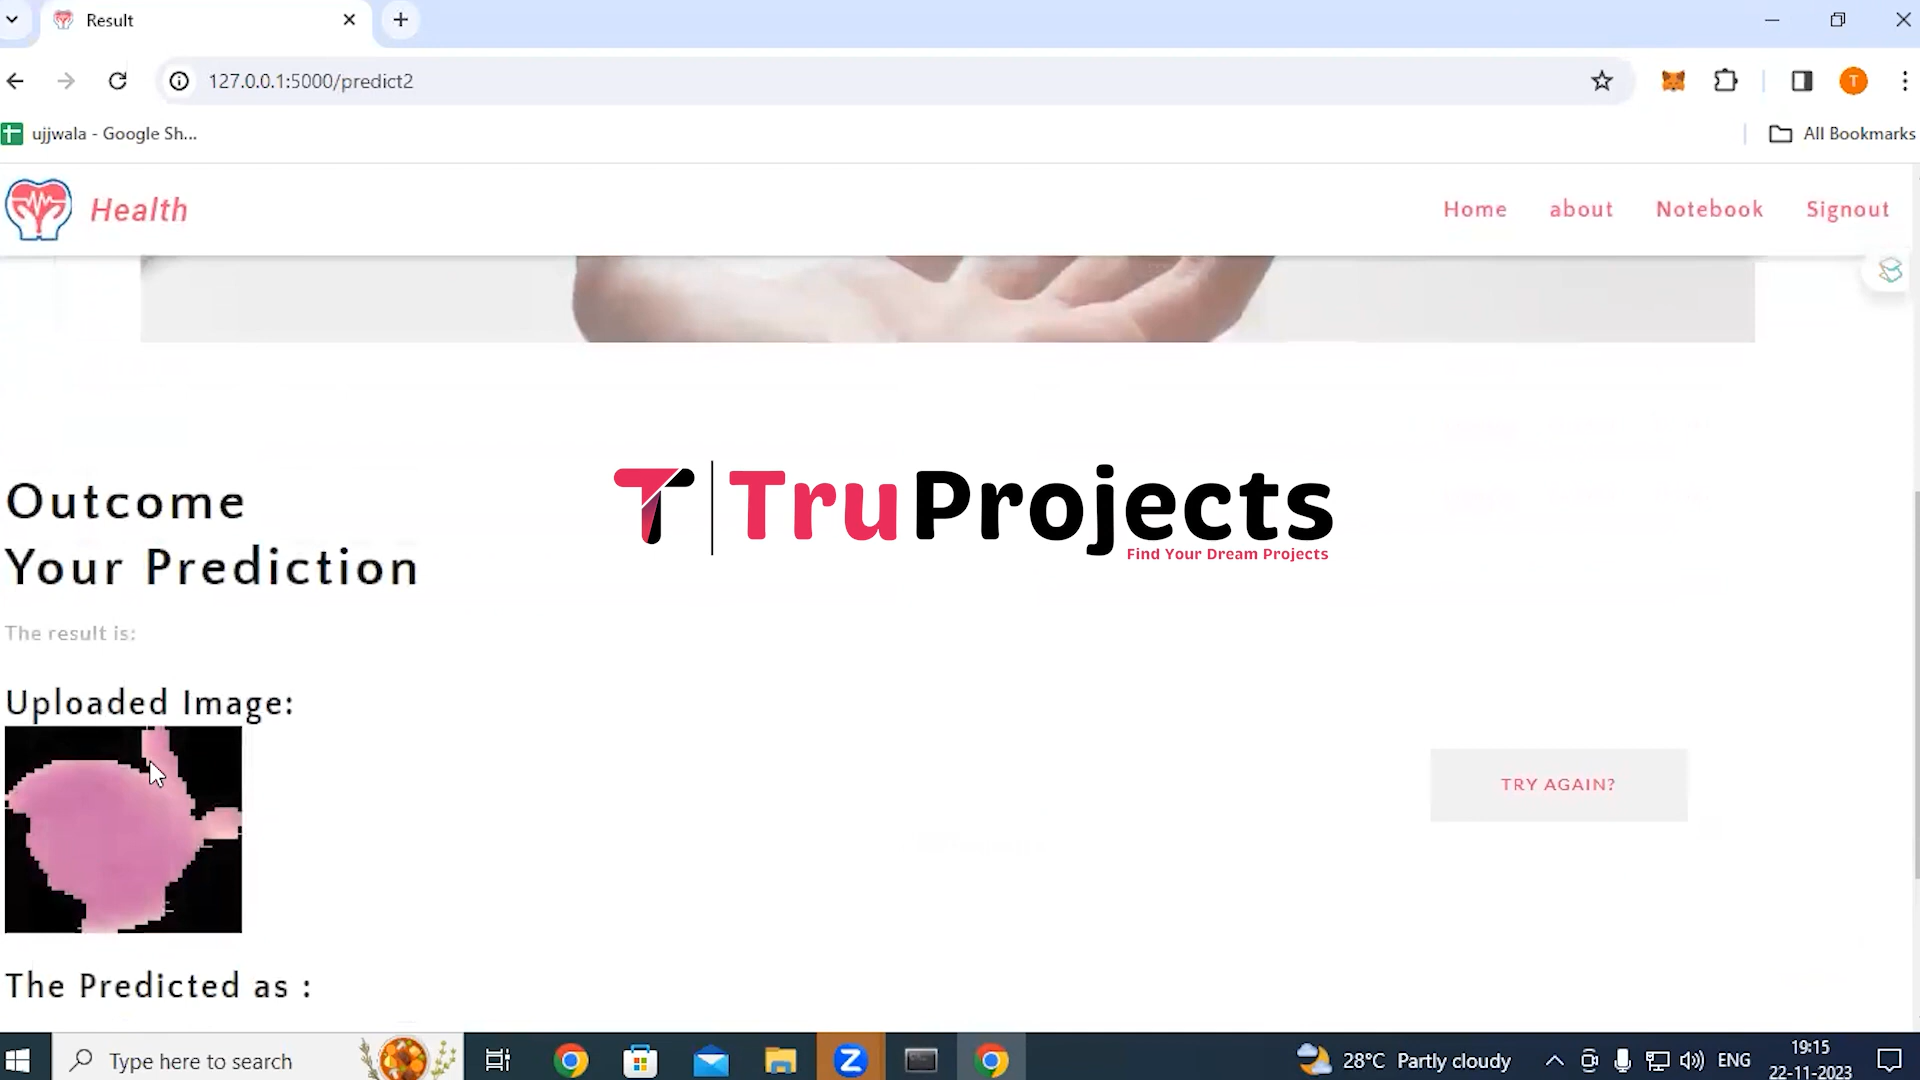 Result
127.0.0.1:5000/predict2
ujjwala - Google Sh...
All Bookmarks
Health
Home
about
Notebook
Signout
TruProjects
Find Your Dream Projects
Outcome
Your Prediction
The result is:
Uploaded Image:
TRY AGAIN?
The Predicted as :
Type here to search
28°C Partly cloudy
ENG
19:15
22-11-2023